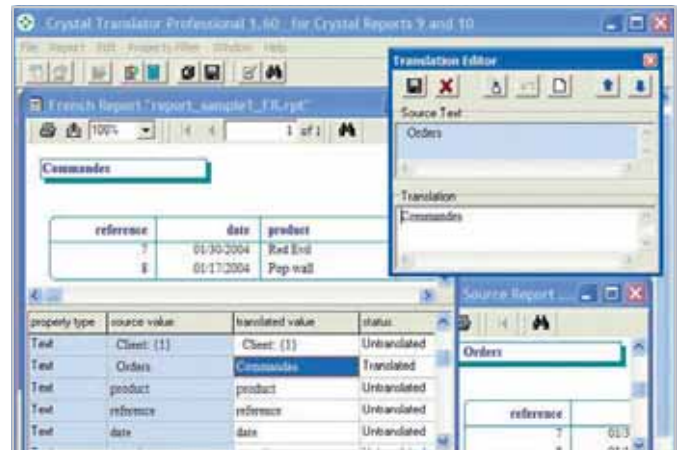 Crystal Translator Professional 1.60 for Crystal Reports 9 and 10
File Report Edit Property Filter Window Help
Translation Editor
Source Text
Orders
Translation
Commandes
French Report "report_sample1_FR.rpt"
100% 1 of 1
Commandes
reference date product
7 01/30/2004 Red Evil
8 01/17/2004 Pop wall
property type source value translated value status
Text Client: {1} Client: {1} Untranslated
Text Orders Commandes Translated
Text product product Untranslated
Text reference reference Untranslated
Text date date Untranslated
Source Report ...
Orders
reference
7 01/3